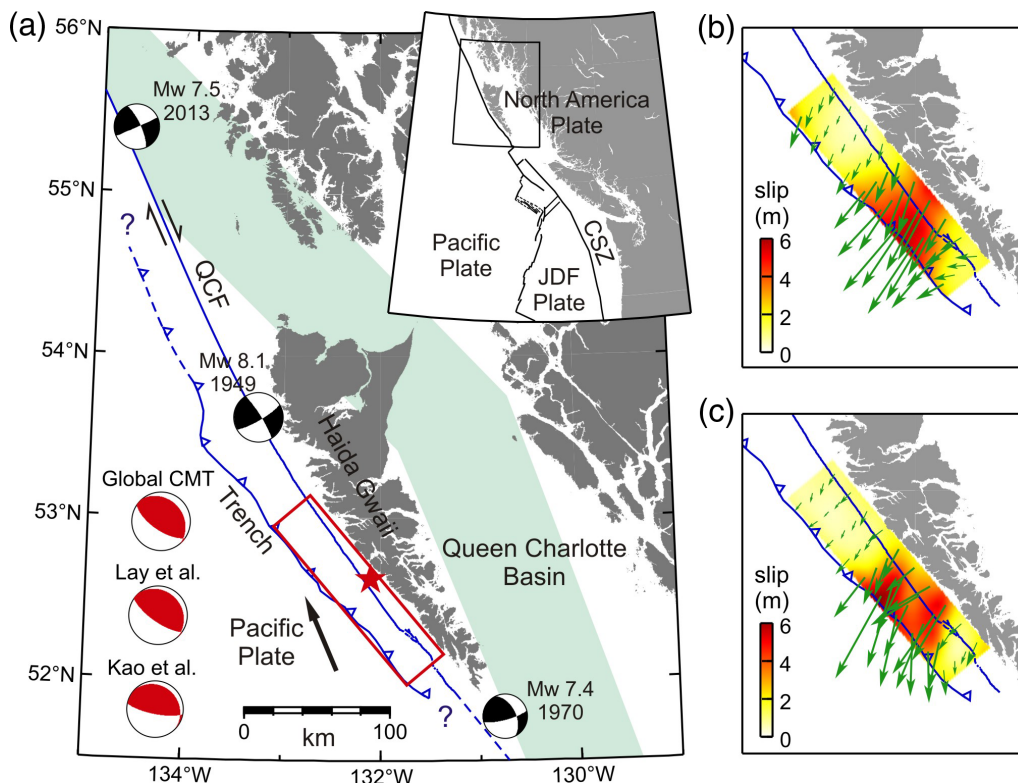 (a)
56°N
55°N
54°N
53°N
52°N
134°W
132°W
130°W
Mw 7.5
2013
?
QCF
Mw 8.1
1949
Haida Gwaii
Trench
Global CMT
Lay et al.
Kao et al.
Pacific
Plate
Queen Charlotte
Basin
Mw 7.4
1970
?
0
100
km
North America
Plate
Pacific
Plate
JDF
Plate
CSZ
(b)
slip
(m)
6
4
2
0
(c)
slip
(m)
6
4
2
0